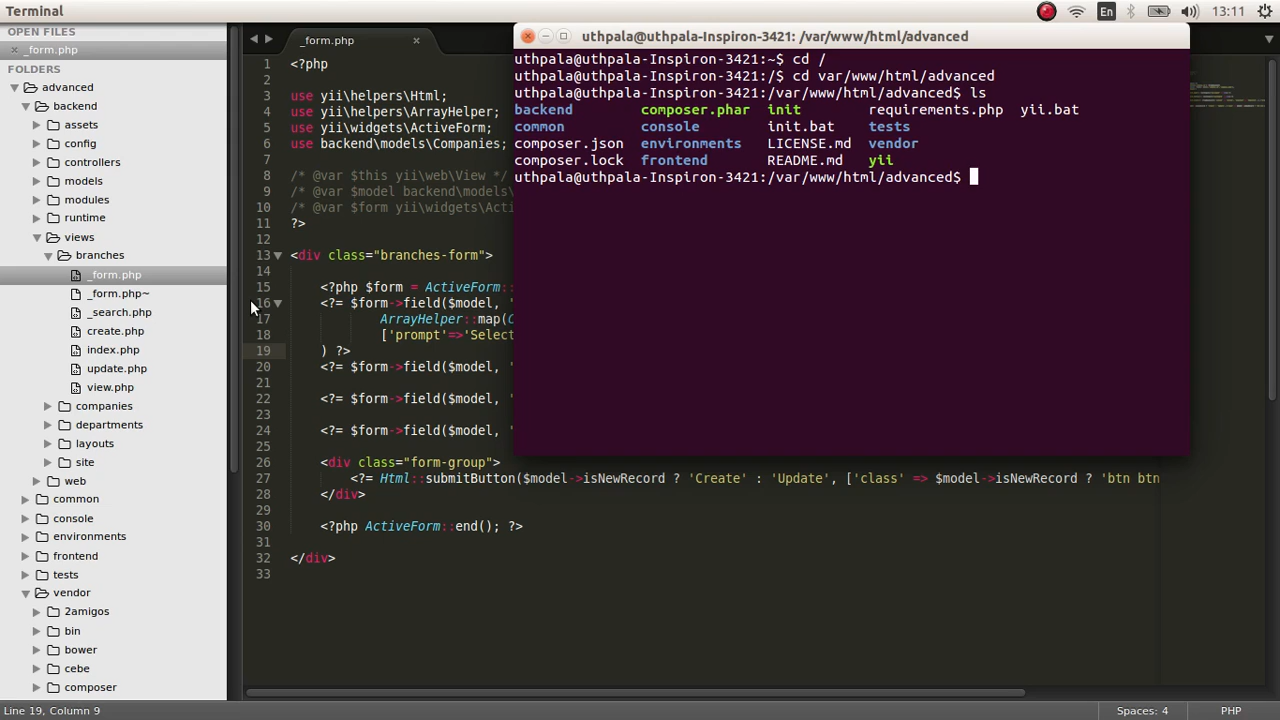 Terminal
En
13:11
OPEN FILES
× _form.php
FOLDERS
advanced
backend
assets
config
controllers
models
modules
runtime
views
branches
_form.php
_form.php~
_search.php
create.php
index.php
update.php
view.php
companies
departments
layouts
site
web
common
console
environments
frontend
tests
vendor
2amigos
bin
bower
cebe
composer
_form.php ×
1 <?php
2
3 use yii\helpers\Html;
4 use yii\helpers\ArrayHelper;
5 use yii\widgets\ActiveForm;
6 use backend\models\Companies;
7
8 /* @var $this yii\web\View */
9 /* @var $model backend\models\
10 /* @var $form yii\widgets\Acti
11 ?>
12
13 <div class="branches-form">
14
15 <?php $form = ActiveForm::
16 <?= $form->field($model, '
17 ArrayHelper::map(C
18 ['prompt'=>'Select
19 ) ?>
20 <?= $form->field($model, '
21
22 <?= $form->field($model, '
23
24 <?= $form->field($model, '
25
26 <div class="form-group">
27 <?= Html::submitButton($model->isNewRecord ? 'Create' : 'Update', ['class' => $model->isNewRecord ? 'btn btn
28 </div>
29
30 <?php ActiveForm::end(); ?>
31
32 </div>
33
uthpala@uthpala-Inspiron-3421: /var/www/html/advanced
uthpala@uthpala-Inspiron-3421:~$ cd /
uthpala@uthpala-Inspiron-3421:/$ cd var/www/html/advanced
uthpala@uthpala-Inspiron-3421:/var/www/html/advanced$ ls
backend composer.phar init requirements.php yii.bat
common console init.bat tests
composer.json environments LICENSE.md vendor
composer.lock frontend README.md yii
uthpala@uthpala-Inspiron-3421:/var/www/html/advanced$
Line 19, Column 9
Spaces: 4
PHP